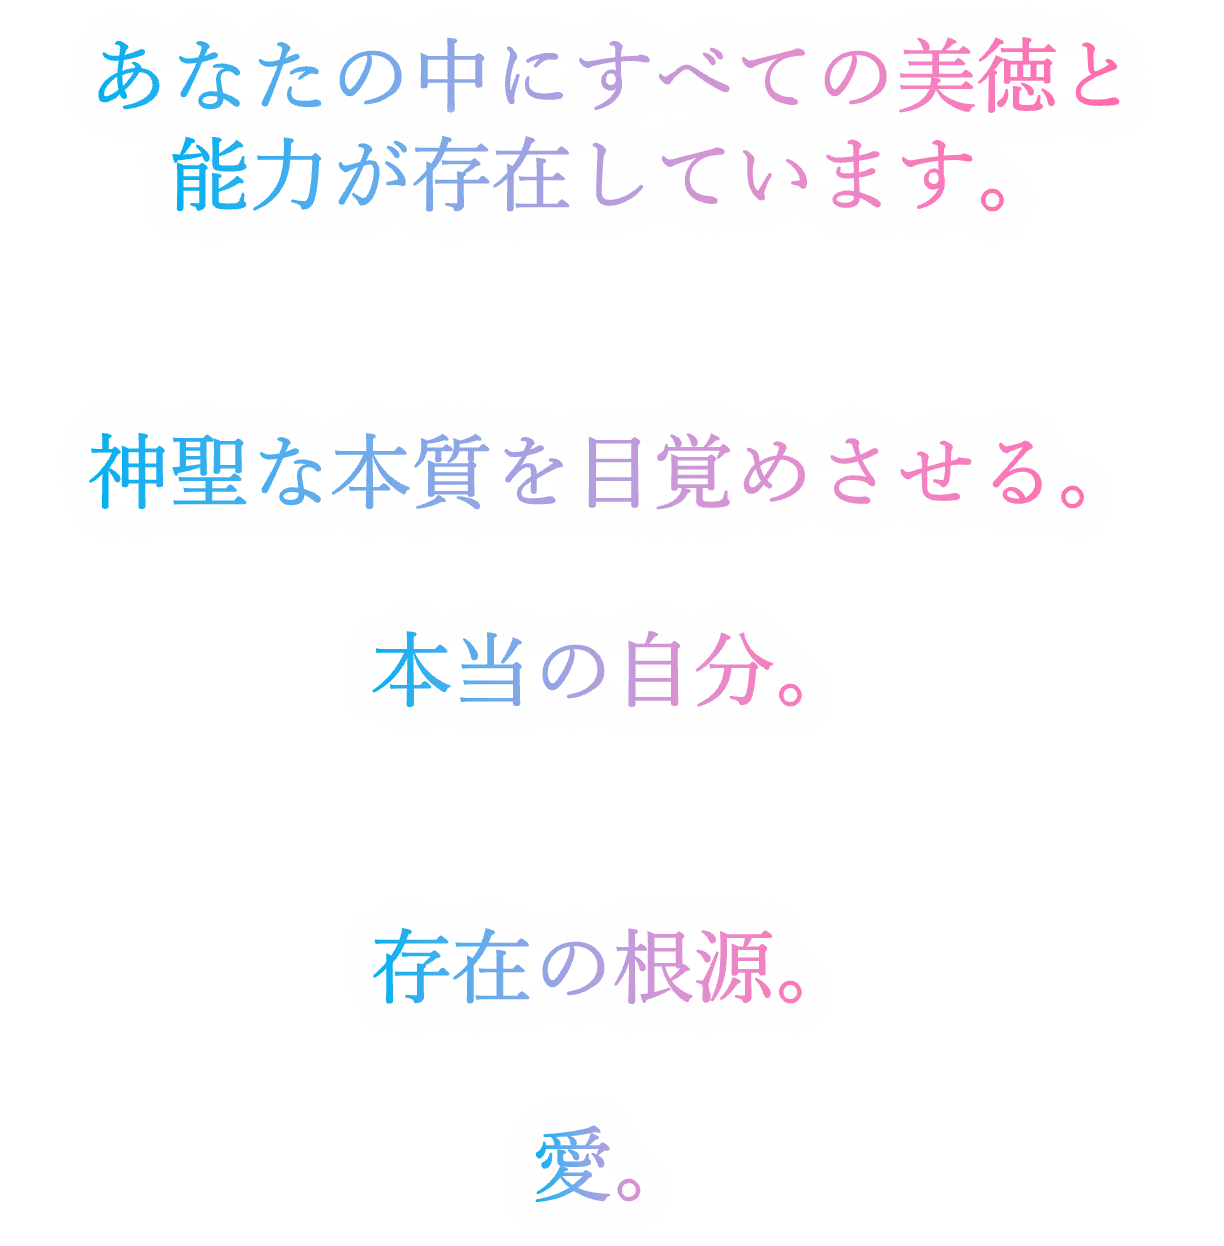 あなたの中にすべての美徳と
能力が存在しています。
神聖な本質を目覚めさせる。
本当の自分。
存在の根源。
愛。